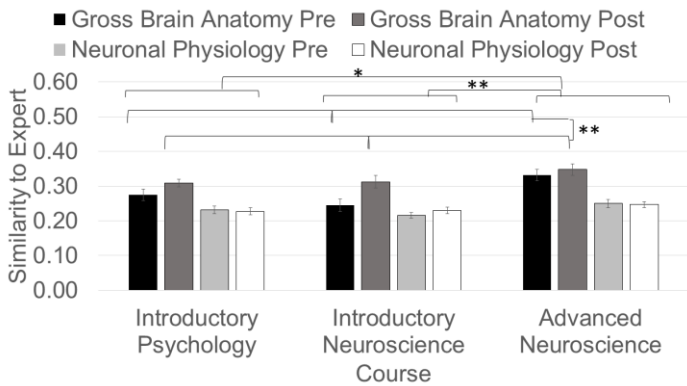 ■ Gross Brain Anatomy Pre ■ Gross Brain Anatomy Post
■ Neuronal Physiology Pre □ Neuronal Physiology Post
Similarity to Expert
0.60
0.50
0.40
0.30
0.20
0.10
0.00
*
**
**
Introductory Psychology
Introductory Neuroscience
Advanced Neuroscience
Course